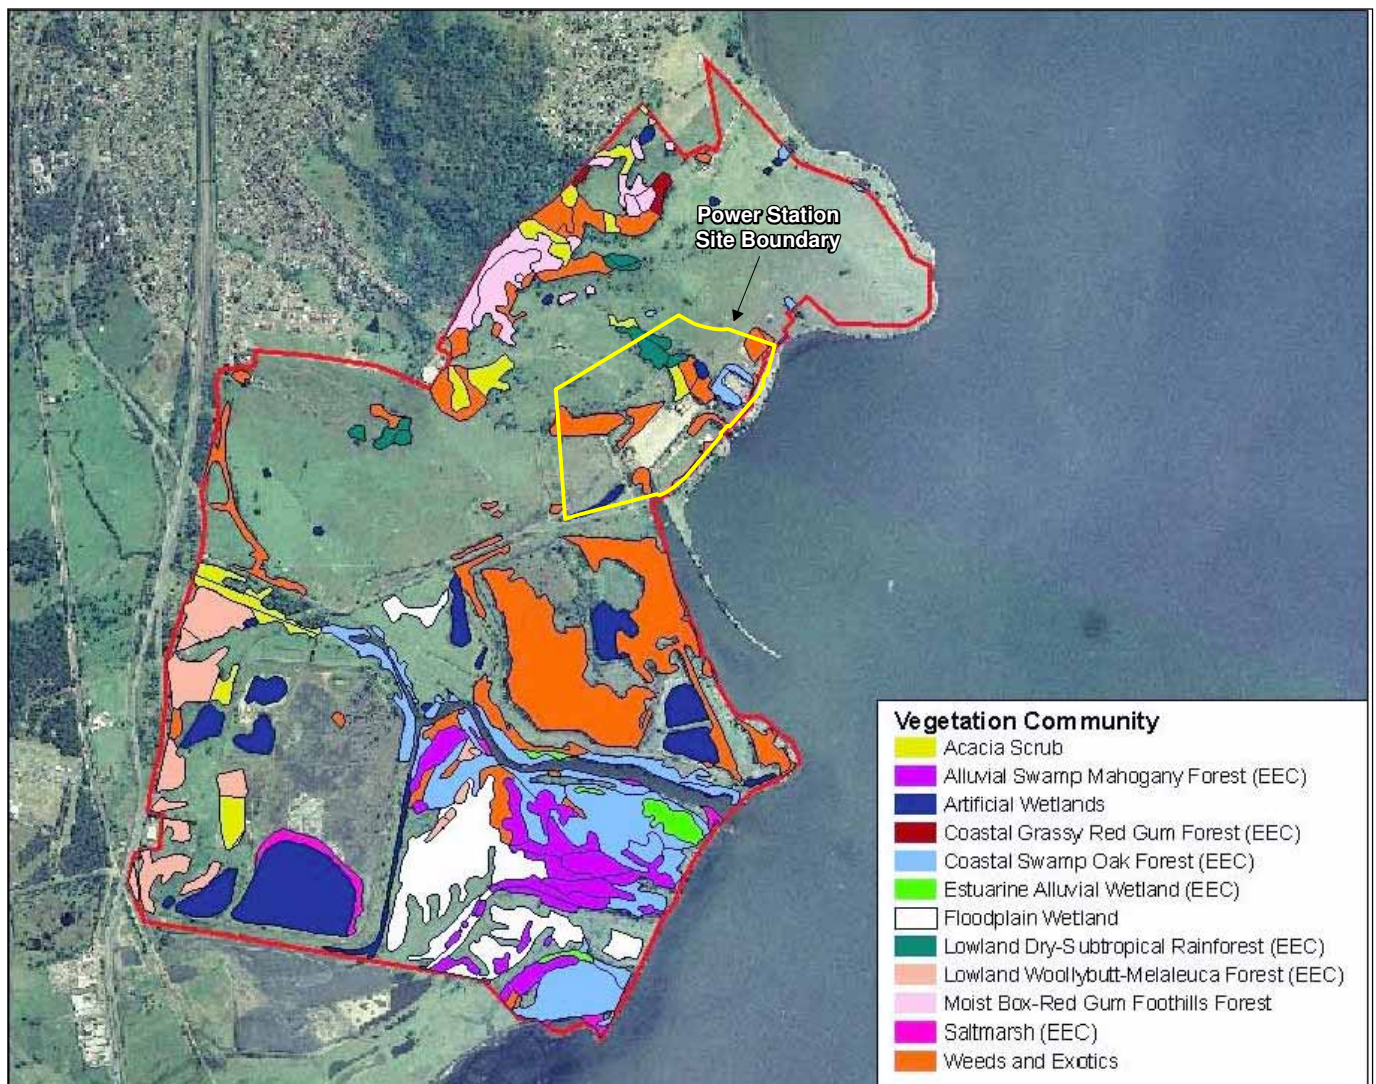 Power Station
Site Boundary
Vegetation Community
Acacia Scrub
Alluvial Swamp Mahogany Forest (EEC)
Artificial Wetlands
Coastal Grassy Red Gum Forest (EEC)
Coastal Swamp Oak Forest (EEC)
Estuarine Alluvial Wetland (EEC)
Floodplain Wetland
Lowland Dry-Subtropical Rainforest (EEC)
Lowland Woollybutt-Melaleuca Forest (EEC)
Moist Box-Red Gum Foothills Forest
Saltmarsh (EEC)
Weeds and Exotics